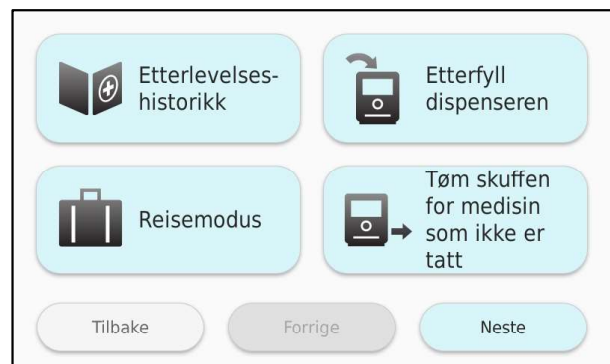 Etterlevelses-
historikk
Etterfyll
dispenseren
Reisemodus
Tøm skuffen
for medisin
som ikke er
tatt
Tilbake
Forrige
Neste